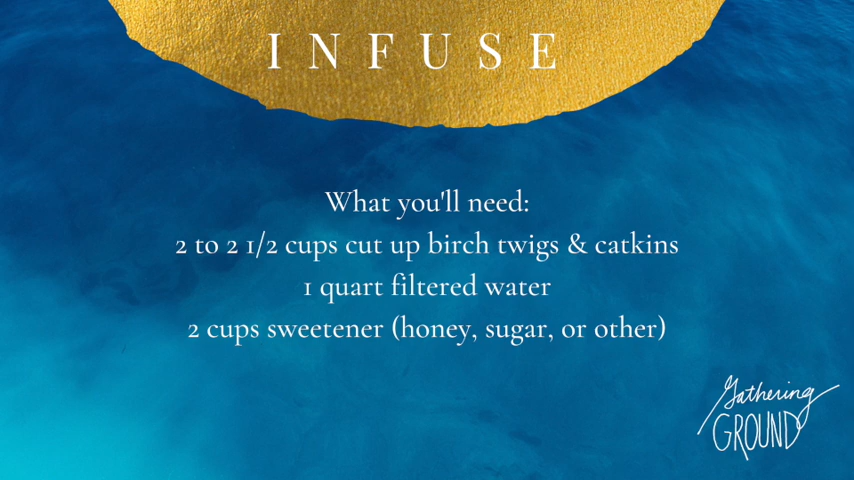 INFUSE
What you'll need:
2 to 2 1/2 cups cut up birch twigs & catkins
1 quart filtered water
2 cups sweetener (honey, sugar, or other)
Gathering
GROUND